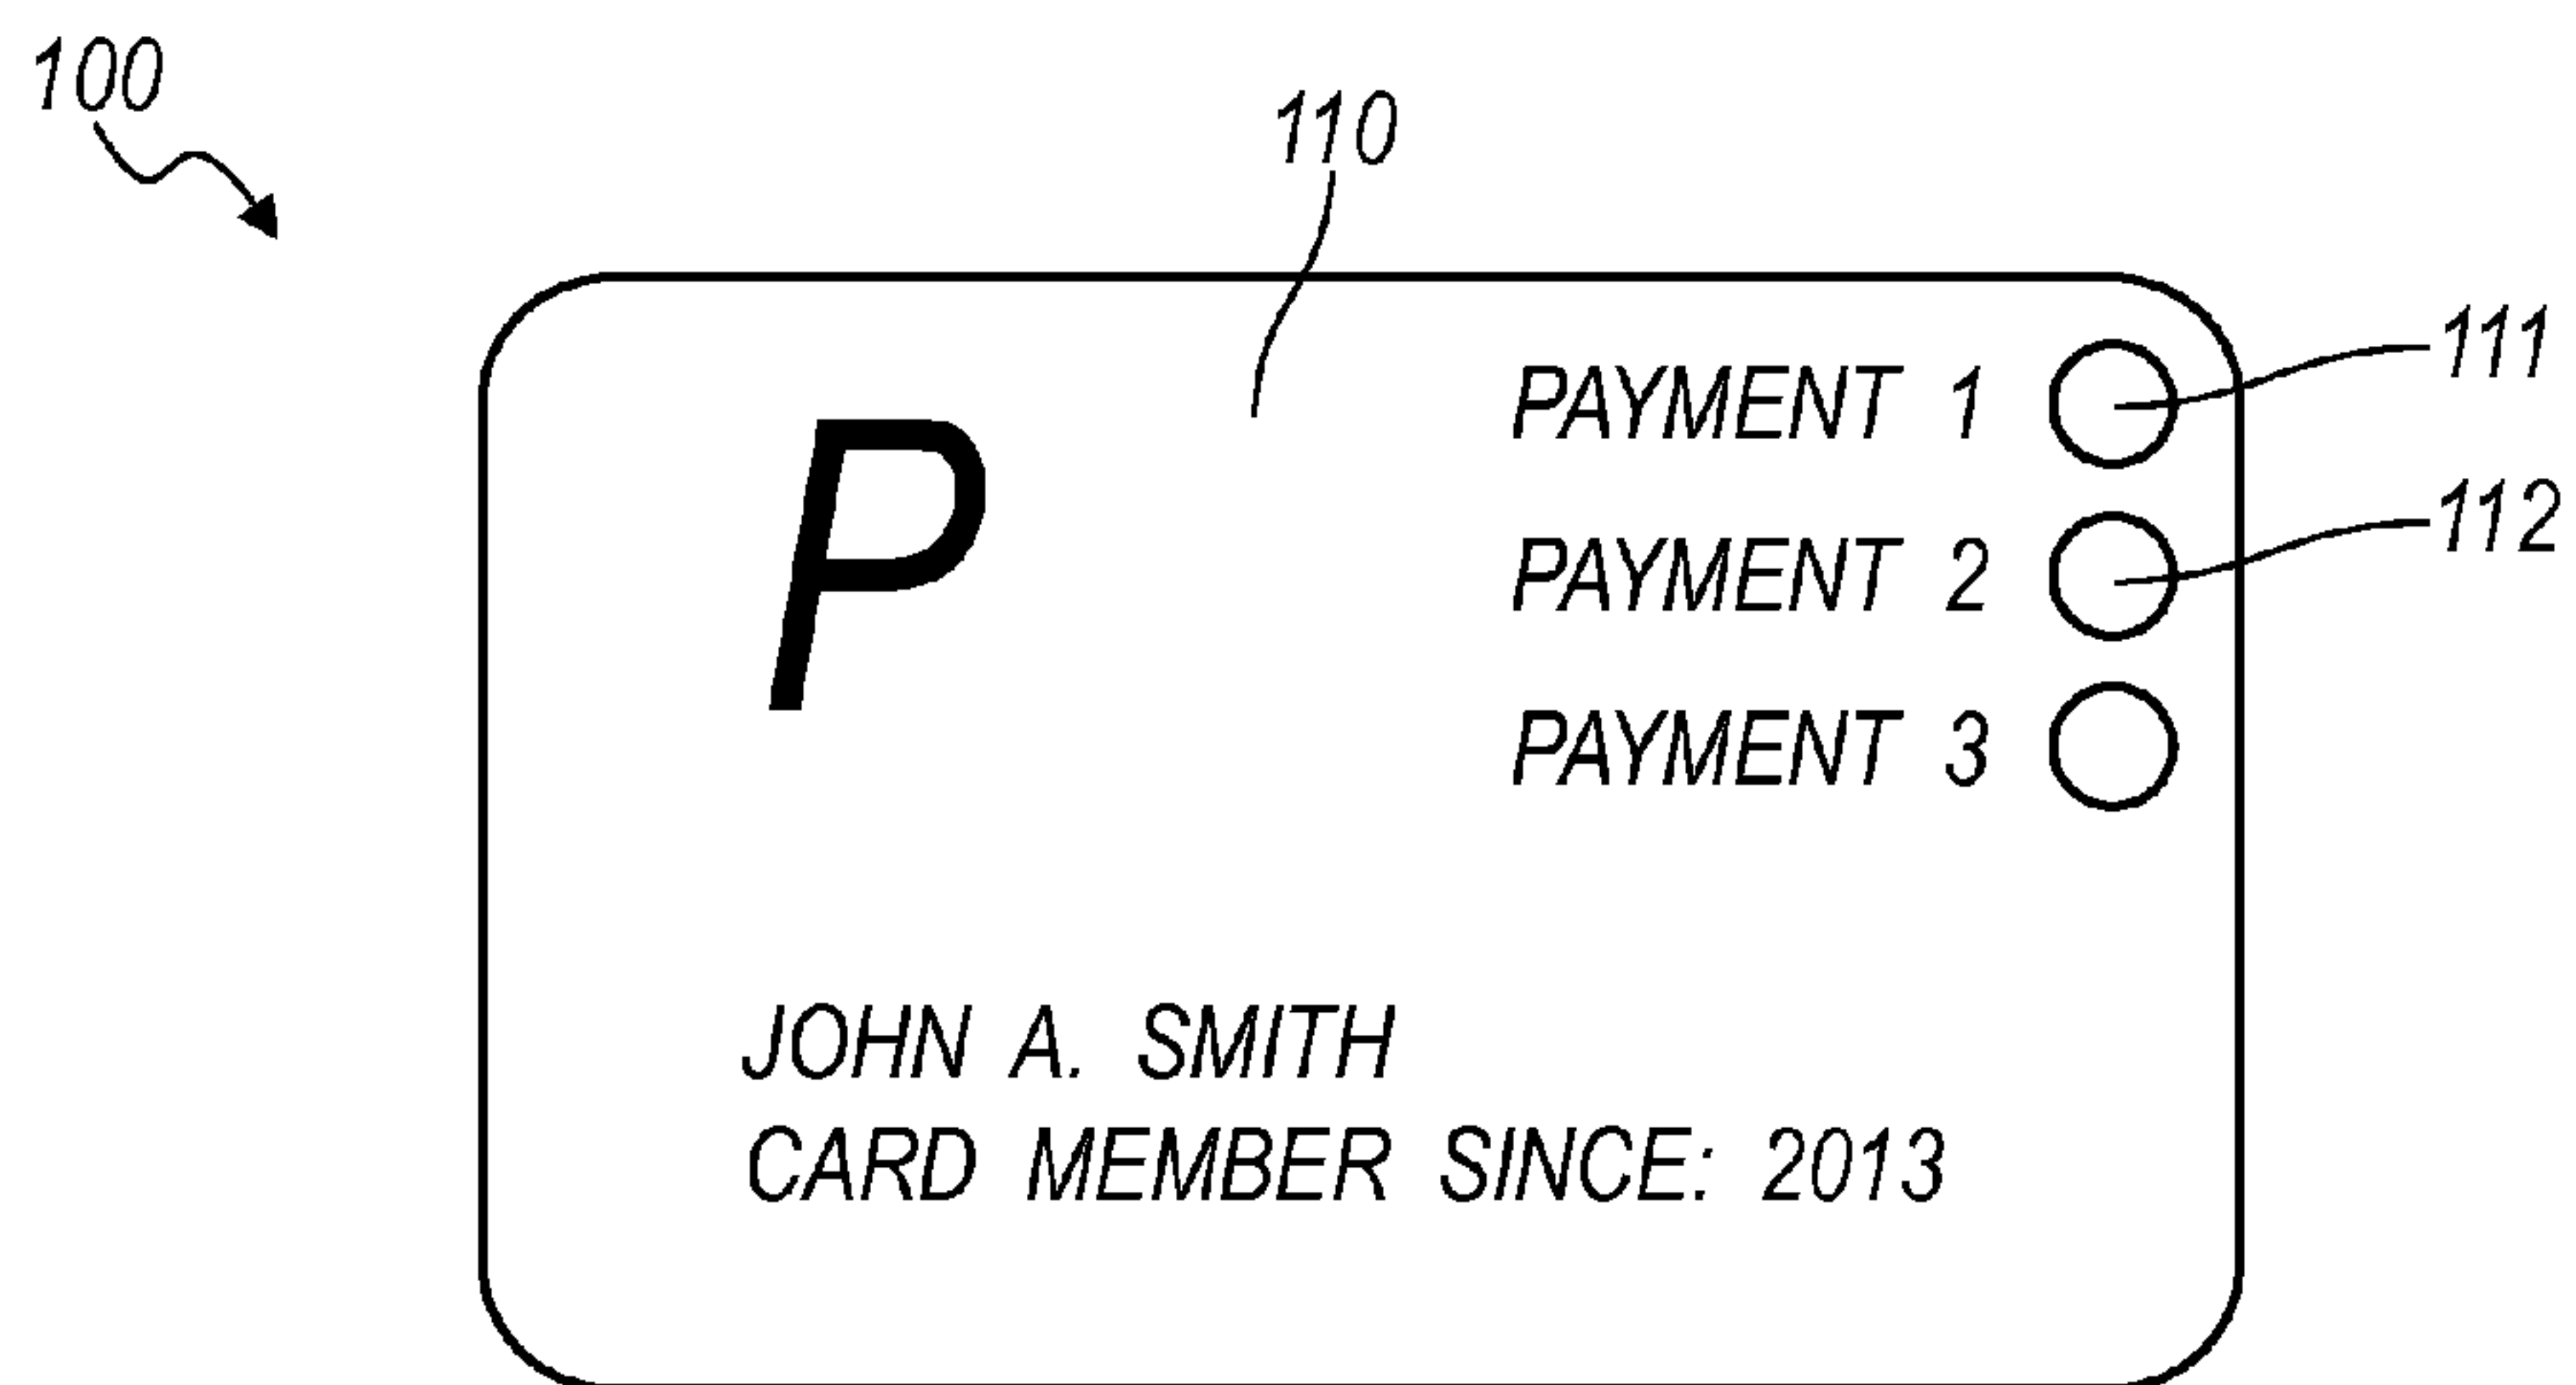 100
110
111
PAYMENT 1
112
P
PAYMENT 2
PAYMENT 3
JOHN A. SMITH
CARD MEMBER SINCE: 2013